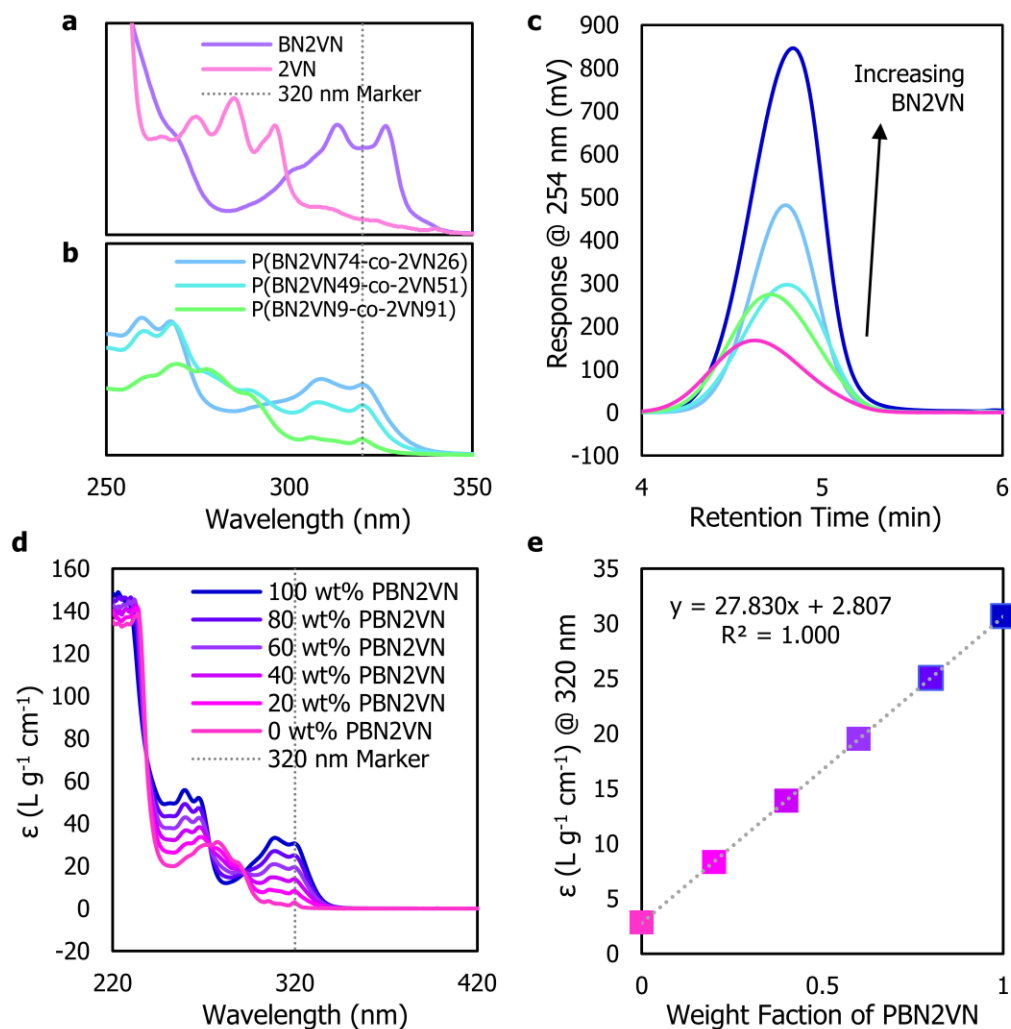 a
BN2VN
2VN
320 nm Marker
b
P(BN2VN74-co-2VN26)
P(BN2VN49-co-2VN51)
P(BN2VN9-co-2VN91)
250
300
350
Wavelength (nm)
c
Response @ 254 nm (mV)
900
800
700
600
500
400
300
200
100
0
-100
Increasing
BN2VN
4
5
6
Retention Time (min)
d
ε (L g⁻¹ cm⁻¹)
160
140
120
100
80
60
40
20
0
-20
100 wt% PBN2VN
80 wt% PBN2VN
60 wt% PBN2VN
40 wt% PBN2VN
20 wt% PBN2VN
0 wt% PBN2VN
320 nm Marker
220
320
420
Wavelength (nm)
e
ε (L g⁻¹ cm⁻¹) @ 320 nm
35
30
25
20
15
10
5
0
y = 27.830x + 2.807
R² = 1.000
0
0.5
1
Weight Fraction of PBN2VN